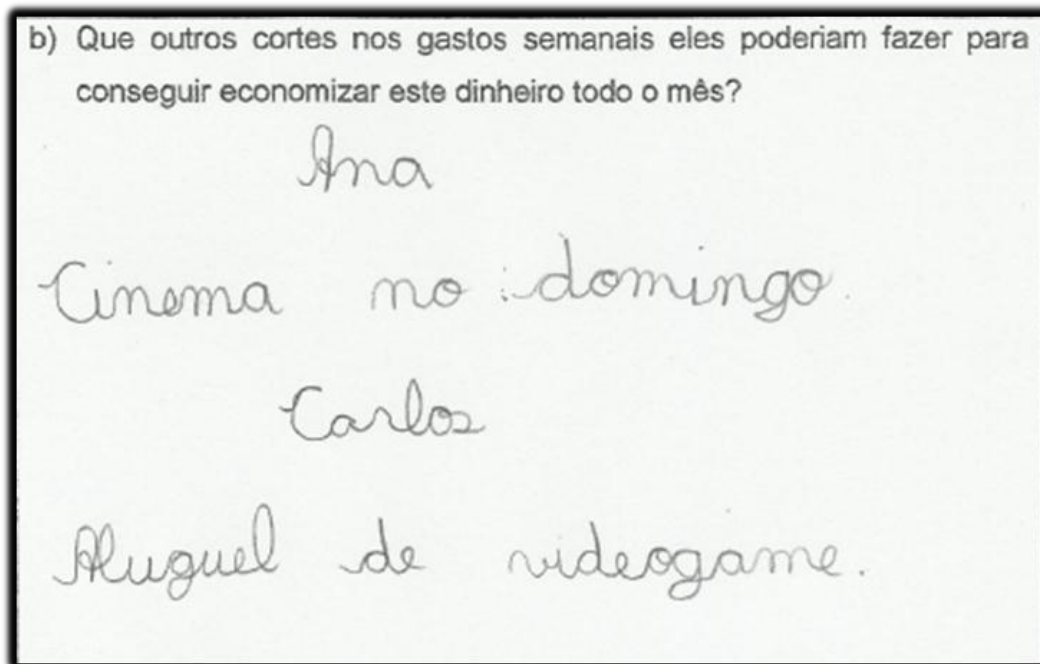 b) Que outros cortes nos gastos semanais eles poderiam fazer para
conseguir economizar este dinheiro todo o mês?
Ana
Cinema no domingo.
Carlos
Aluguel de videogame.